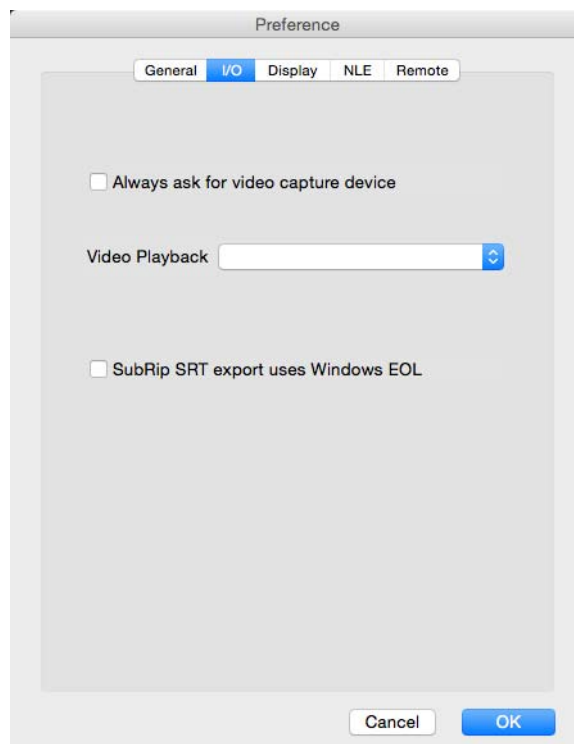 Preference
General I/O Display NLE Remote
Always ask for video capture device
Video Playback
SubRip SRT export uses Windows EOL
Cancel OK